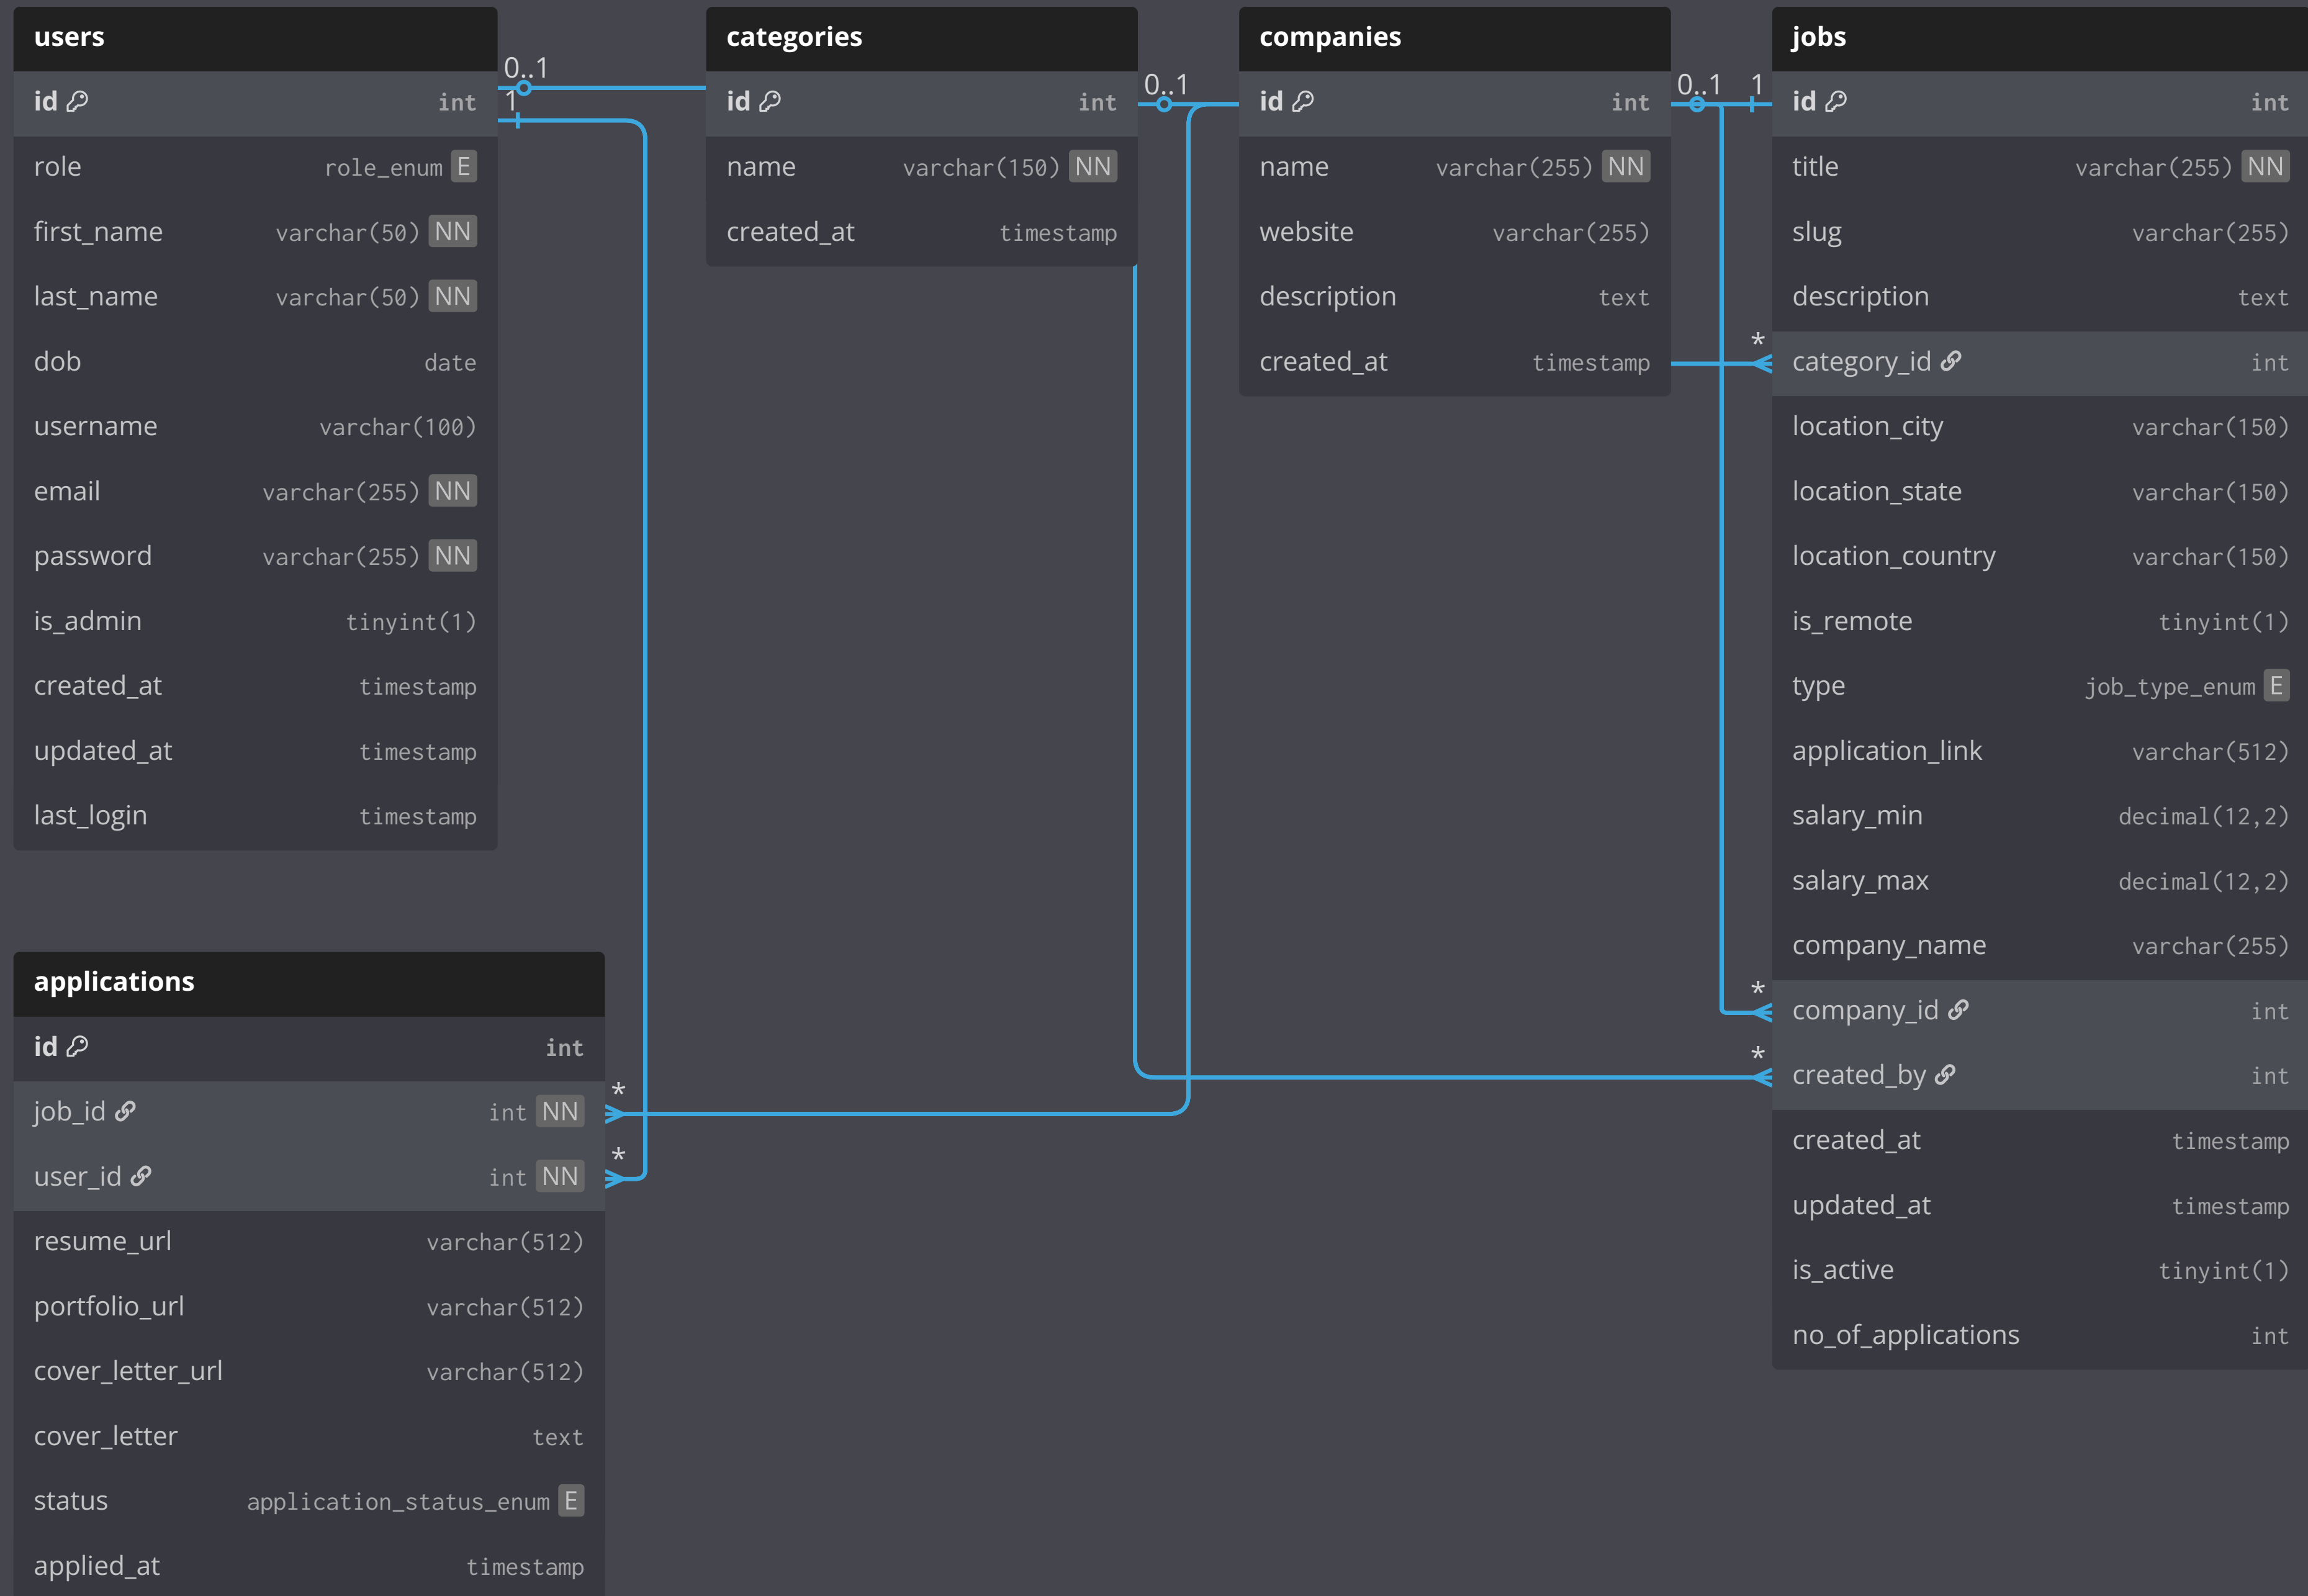 users
id int
role role_enum E
first_name varchar(50) NN
last_name varchar(50) NN
dob date
username varchar(100)
email varchar(255) NN
password varchar(255) NN
is_admin tinyint(1)
created_at timestamp
updated_at timestamp
last_login timestamp
0..1
1
categories
id int
name varchar(150) NN
created_at timestamp
0..1
companies
id int
name varchar(255) NN
website varchar(255)
description text
created_at timestamp
0..1 1
*
*
*
jobs
id int
title varchar(255) NN
slug varchar(255)
description text
category_id int
location_city varchar(150)
location_state varchar(150)
location_country varchar(150)
is_remote tinyint(1)
type job_type_enum E
application_link varchar(512)
salary_min decimal(12,2)
salary_max decimal(12,2)
company_name varchar(255)
company_id int
created_by int
created_at timestamp
updated_at timestamp
is_active tinyint(1)
no_of_applications int
applications
id int
job_id int NN
user_id int NN
resume_url varchar(512)
portfolio_url varchar(512)
cover_letter_url varchar(512)
cover_letter text
status application_status_enum E
applied_at timestamp
*
*